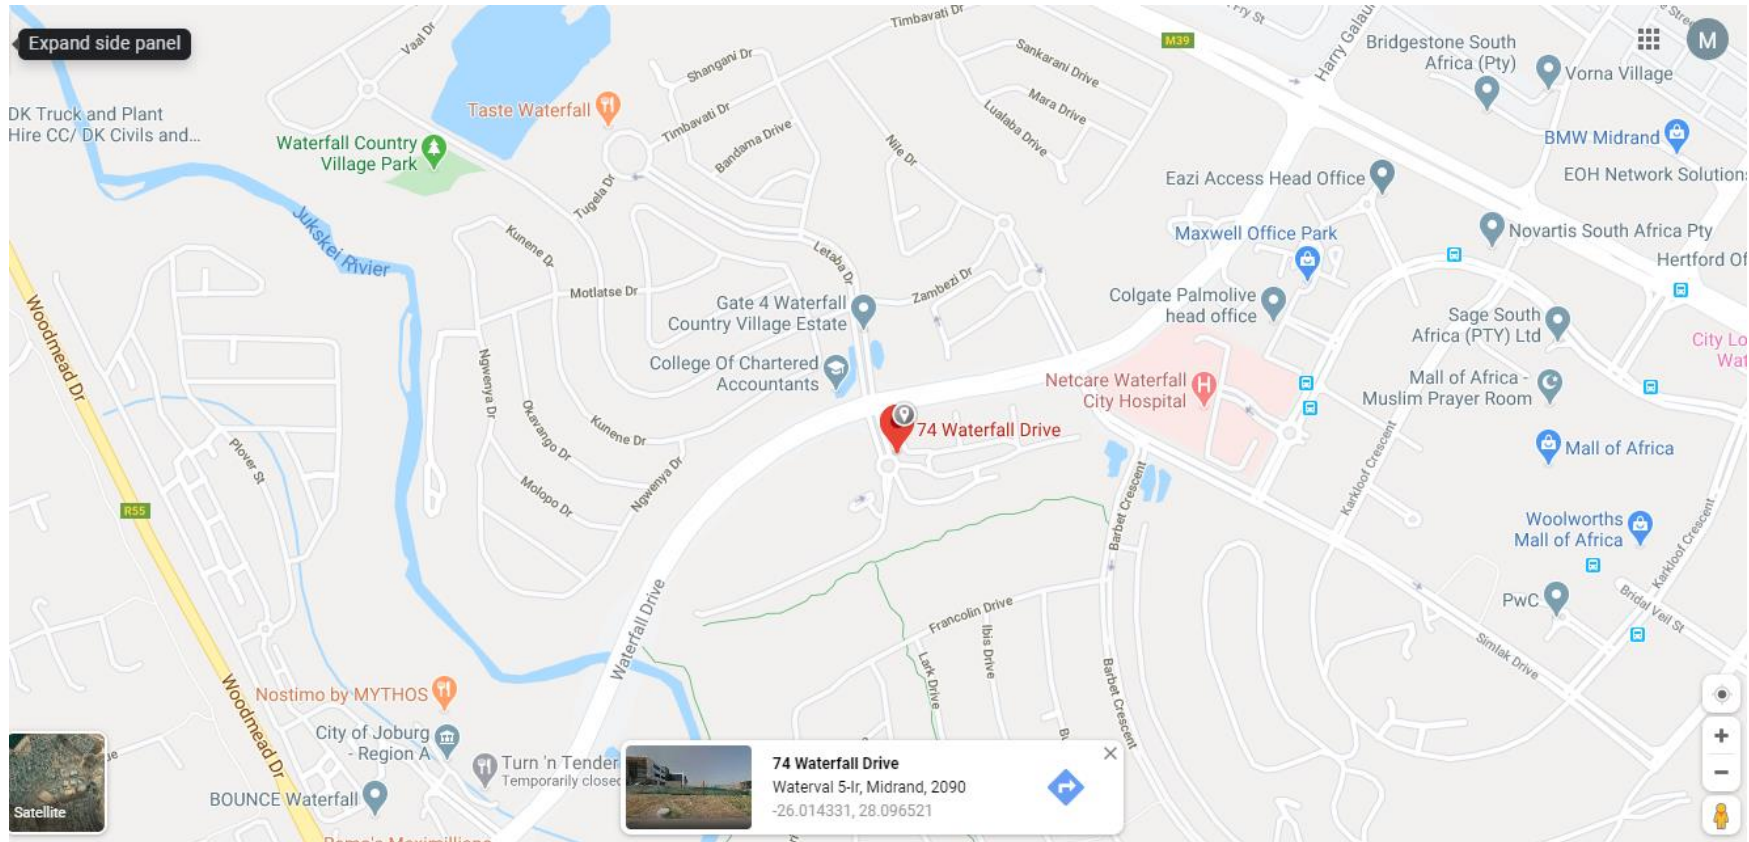 Expand side panel
Vaal Dr
Timbavati Dr
Fry St
M39
Harry Galau
Bridgestone South
Africa (Pty)
Vorna Village
M
Shangani Dr
Sankarani Drive
Mara Drive
Lualaba Drive
DK Truck and Plant
Hire CC/ DK Civils and...
Taste Waterfall
Timbavati Dr
Bandama Drive
Nile Dr
BMW Midrand
Waterfall Country
Village Park
Eazi Access Head Office
EOH Network Solution
Tugela Dr
Jukskei Rivier
Kunene Dr
Letaba Dr
Maxwell Office Park
Novartis South Africa Pty
Hertford Of
Motlatse Dr
Zambezi Dr
Gate 4 Waterfall
Country Village Estate
Colgate Palmolive
head office
Sage South
Africa (PTY) Ltd
City Lo
Wat
Woodmead Dr
Ngwenya Dr
College Of Chartered
Accountants
Netcare Waterfall
City Hospital
Mall of Africa -
Muslim Prayer Room
Okavango Dr
Kunene Dr
74 Waterfall Drive
Mall of Africa
Plover St
Ngwenya Dr
Molopo Dr
Karkloof Crescent
Barbet Crescent
R55
Woolworths
Mall of Africa
Karkloof Crescent
PwC
Bridal Veil St
Waterfall Drive
Francolin Drive
Ibis Drive
Lark Drive
Simlak Drive
Barbet Crescent
Woodmead Dr
Nostimo by MYTHOS
City of Joburg
- Region A
Turn 'n Tender
Temporarily closed
BOUNCE Waterfall
Satellite
74 Waterfall Drive
Waterval 5-Ir, Midrand, 2090
-26.014331, 28.096521